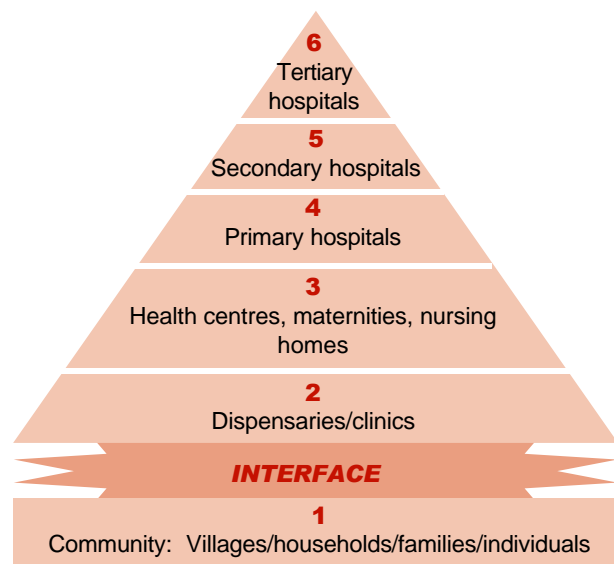 6
Tertiary
hospitals
5
Secondary hospitals
4
Primary hospitals
3
Health centres, maternities, nursing
homes
2
Dispensaries/clinics
INTERFACE
1
Community: Villages/households/families/individuals